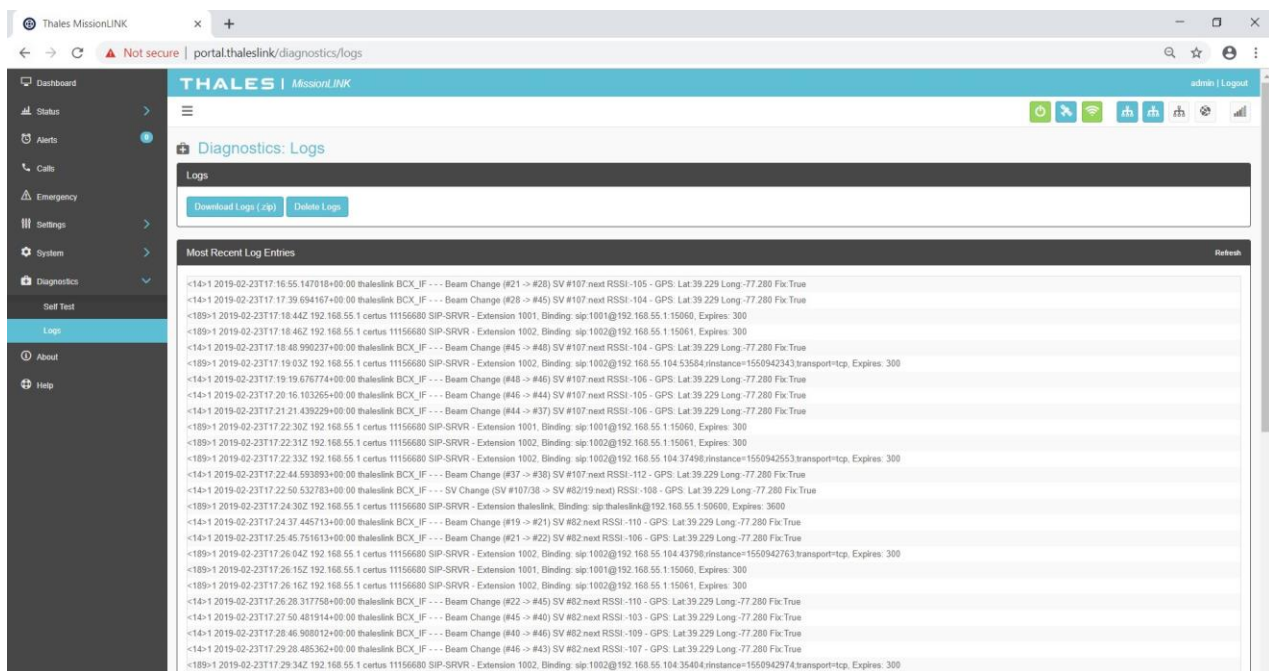 Thales MissionLINK
Not secure | portal.thaleslink/diagnostics/logs
Dashboard
THALES | MissionLINK
admin | Logout
Status
Alerts
0
Calls
Emergency
Settings
System
Diagnostics
Self Test
Logs
About
Help
Diagnostics: Logs
Logs
Download Logs (.zip)
Delete Logs
Most Recent Log Entries
Refresh
<14>1 2019-02-23T17:16:55.147018+00:00 thaleslink BCX_IF - - - Beam Change (#21 -> #28) SV #107:next RSSI:-105 - GPS: Lat:39.229 Long:-77.280 Fix:True
<14>1 2019-02-23T17:17:39.694167+00:00 thaleslink BCX_IF - - - Beam Change (#28 -> #45) SV #107:next RSSI:-104 - GPS: Lat:39.229 Long:-77.280 Fix:True
<189>1 2019-02-23T17:18:44Z 192.168.55.1 certus 11156680 SIP-SRVR - Extension 1001, Binding: sip:1001@192.168.55.1:15060, Expires: 300
<189>1 2019-02-23T17:18:46Z 192.168.55.1 certus 11156680 SIP-SRVR - Extension 1002, Binding: sip:1002@192.168.55.1:15061, Expires: 300
<14>1 2019-02-23T17:18:48.990237+00:00 thaleslink BCX_IF - - - Beam Change (#45 -> #48) SV #107:next RSSI:-104 - GPS: Lat:39.229 Long:-77.280 Fix:True
<189>1 2019-02-23T17:19:03Z 192.168.55.1 certus 11156680 SIP-SRVR - Extension 1002, Binding: sip:1002@192.168.55.104:53584;rinstance=1550942343;transport=tcp, Expires: 300
<14>1 2019-02-23T17:19:19.676774+00:00 thaleslink BCX_IF - - - Beam Change (#48 -> #46) SV #107:next RSSI:-106 - GPS: Lat:39.229 Long:-77.280 Fix:True
<14>1 2019-02-23T17:20:16.103265+00:00 thaleslink BCX_IF - - - Beam Change (#46 -> #44) SV #107:next RSSI:-105 - GPS: Lat:39.229 Long:-77.280 Fix:True
<14>1 2019-02-23T17:21:21.439229+00:00 thaleslink BCX_IF - - - Beam Change (#44 -> #37) SV #107:next RSSI:-106 - GPS: Lat:39.229 Long:-77.280 Fix:True
<189>1 2019-02-23T17:22:30Z 192.168.55.1 certus 11156680 SIP-SRVR - Extension 1001, Binding: sip:1001@192.168.55.1:15060, Expires: 300
<189>1 2019-02-23T17:22:31Z 192.168.55.1 certus 11156680 SIP-SRVR - Extension 1002, Binding: sip:1002@192.168.55.1:15061, Expires: 300
<189>1 2019-02-23T17:22:33Z 192.168.55.1 certus 11156680 SIP-SRVR - Extension 1002, Binding: sip:1002@192.168.55.104:37498;rinstance=1550942553;transport=tcp, Expires: 300
<14>1 2019-02-23T17:22:44.593893+00:00 thaleslink BCX_IF - - - Beam Change (#37 -> #38) SV #107:next RSSI:-112 - GPS: Lat:39.229 Long:-77.280 Fix:True
<14>1 2019-02-23T17:22:50.532783+00:00 thaleslink BCX_IF - - - SV Change (SV #107/38 -> SV #82/19:next) RSSI:-108 - GPS: Lat:39.229 Long:-77.280 Fix:True
<189>1 2019-02-23T17:24:30Z 192.168.55.1 certus 11156680 SIP-SRVR - Extension thaleslink, Binding: sip:thaleslink@192.168.55.1:50600, Expires: 3600
<14>1 2019-02-23T17:24:37.445713+00:00 thaleslink BCX_IF - - - Beam Change (#19 -> #21) SV #82:next RSSI:-110 - GPS: Lat:39.229 Long:-77.280 Fix:True
<14>1 2019-02-23T17:25:45.751613+00:00 thaleslink BCX_IF - - - Beam Change (#21 -> #22) SV #82:next RSSI:-106 - GPS: Lat:39.229 Long:-77.280 Fix:True
<189>1 2019-02-23T17:26:04Z 192.168.55.1 certus 11156680 SIP-SRVR - Extension 1002, Binding: sip:1002@192.168.55.104:43798;rinstance=1550942763;transport=tcp, Expires: 300
<189>1 2019-02-23T17:26:15Z 192.168.55.1 certus 11156680 SIP-SRVR - Extension 1001, Binding: sip:1001@192.168.55.1:15060, Expires: 300
<189>1 2019-02-23T17:26:16Z 192.168.55.1 certus 11156680 SIP-SRVR - Extension 1002, Binding: sip:1002@192.168.55.1:15061, Expires: 300
<14>1 2019-02-23T17:26:28.317758+00:00 thaleslink BCX_IF - - - Beam Change (#22 -> #45) SV #82:next RSSI:-110 - GPS: Lat:39.229 Long:-77.280 Fix:True
<14>1 2019-02-23T17:27:50.481914+00:00 thaleslink BCX_IF - - - Beam Change (#45 -> #40) SV #82:next RSSI:-103 - GPS: Lat:39.229 Long:-77.280 Fix:True
<14>1 2019-02-23T17:28:46.908012+00:00 thaleslink BCX_IF - - - Beam Change (#40 -> #46) SV #82:next RSSI:-109 - GPS: Lat:39.229 Long:-77.280 Fix:True
<14>1 2019-02-23T17:29:28.485362+00:00 thaleslink BCX_IF - - - Beam Change (#46 -> #43) SV #82:next RSSI:-107 - GPS: Lat:39.229 Long:-77.280 Fix:True
<189>1 2019-02-23T17:29:34Z 192.168.55.1 certus 11156680 SIP-SRVR - Extension 1002, Binding: sip:1002@192.168.55.104:35404;rinstance=1550942974;transport=tcp, Expires: 300